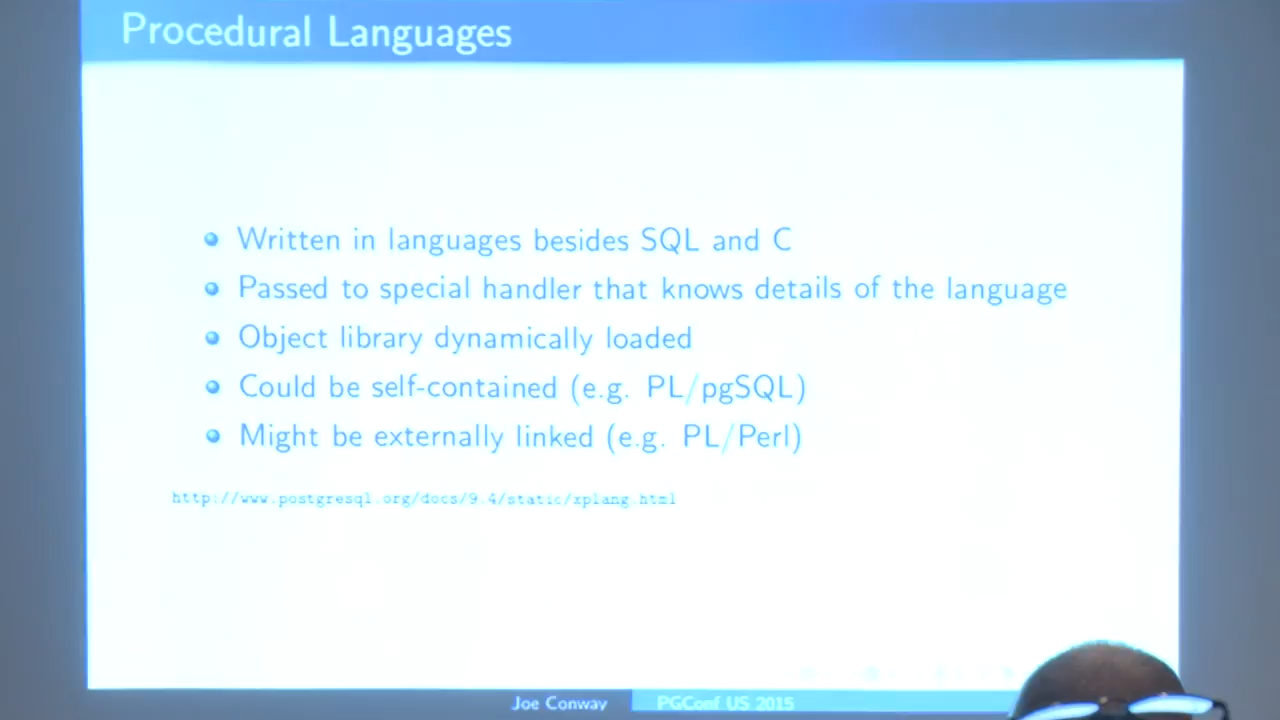 Procedural Languages
Written in languages besides SQL and C
Passed to special handler that knows details of the language
Object library dynamically loaded
Could be self-contained (e.g. PL/pgSQL)
Might be externally linked (e.g. PL/Perl)
http://www.postgresql.org/docs/9.4/static/xplang.html
Joe Conway
PGConf US 2015